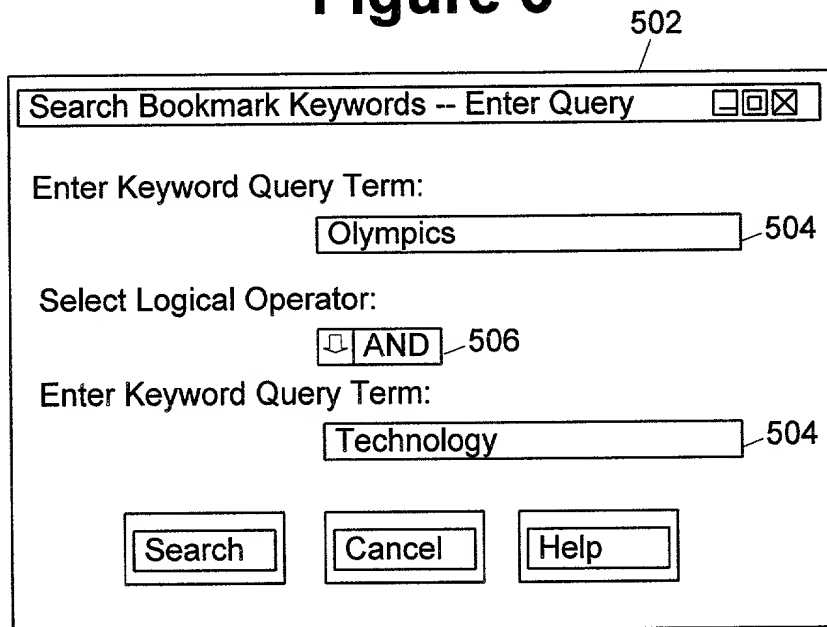 502
Search Bookmark Keywords -- Enter Query
Enter Keyword Query Term:
Olympics 504
Select Logical Operator:
AND 506
Enter Keyword Query Term:
Technology 504
Search Cancel Help